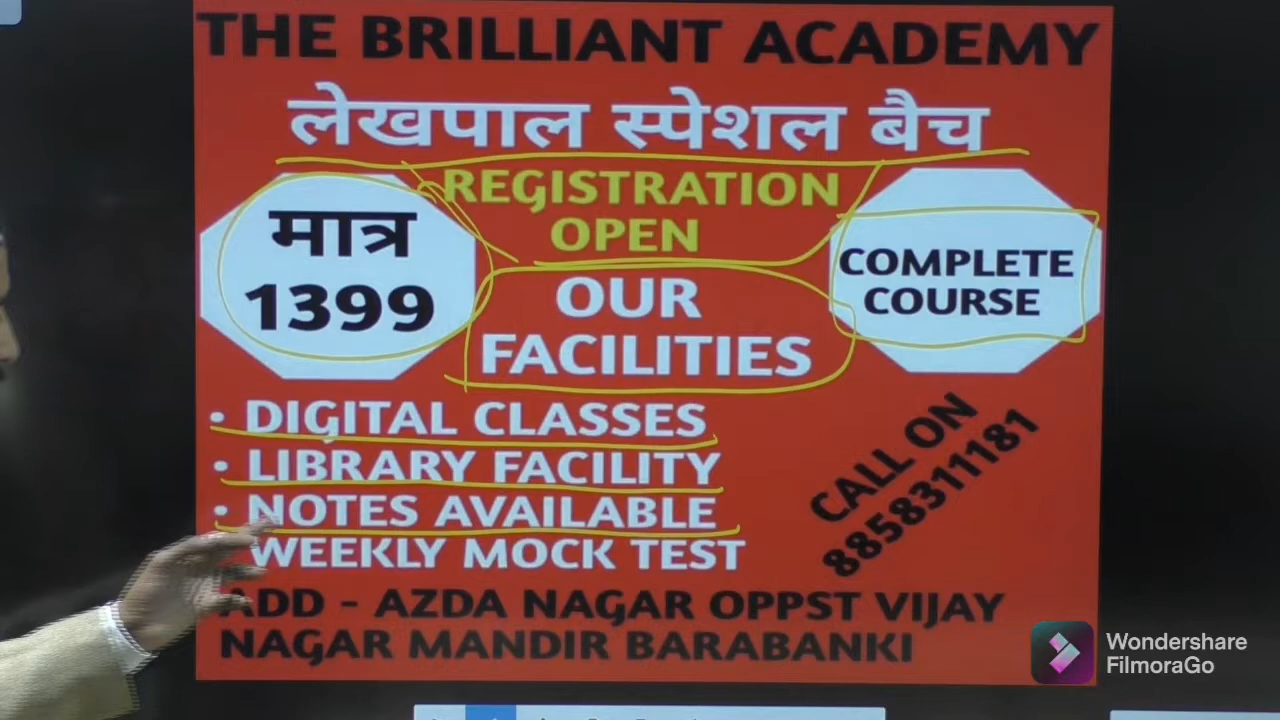 THE BRILLIANT ACADEMY
लेखपाल स्पेशल बैच
REGISTRATION
OPEN
मात्र
1399
COMPLETE
COURSE
OUR
FACILITIES
• DIGITAL CLASSES
• LIBRARY FACILITY
• NOTES AVAILABLE
WEEKLY MOCK TEST
CALL ON
8858311181
ADD - AZDA NAGAR OPPST VIJAY
NAGAR MANDIR BARABANKI
Wondershare
FilmoraGo